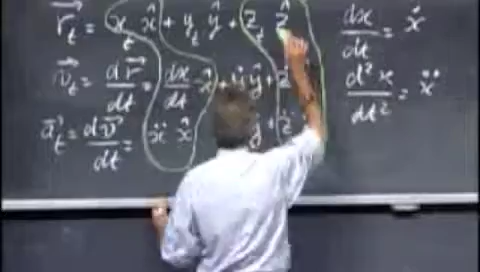 r⃗ₜ = xₜ x̂ + yₜ ŷ + zₜ ẑ
v⃗ₜ = dr⃗/dt = dx/dt x̂ + ẏ ŷ + ż
a⃗ₜ = dv⃗/dt = ẍ x̂ ŷ + z̈
dx/dt = ẋ
d²x/dt² = ẍ